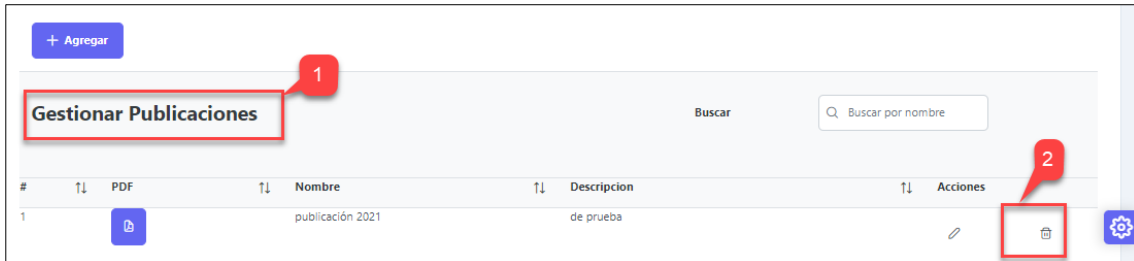 + Agregar
1
Gestionar Publicaciones
Buscar
Buscar por nombre
2
# PDF Nombre Descripcion Acciones
1 publicación 2021 de prueba